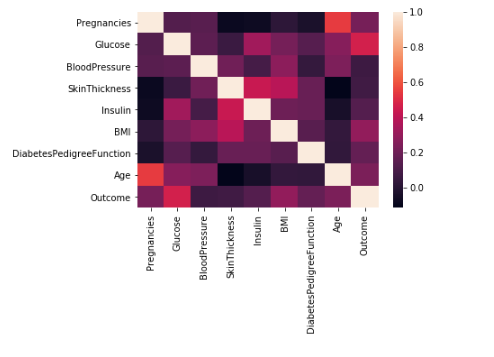 Pregnancies
Glucose
BloodPressure
SkinThickness
Insulin
BMI
DiabetesPedigreeFunction
Age
Outcome
Pregnancies
Glucose
BloodPressure
SkinThickness
Insulin
BMI
DiabetesPedigreeFunction
Age
Outcome
1.0
0.8
0.6
0.4
0.2
0.0